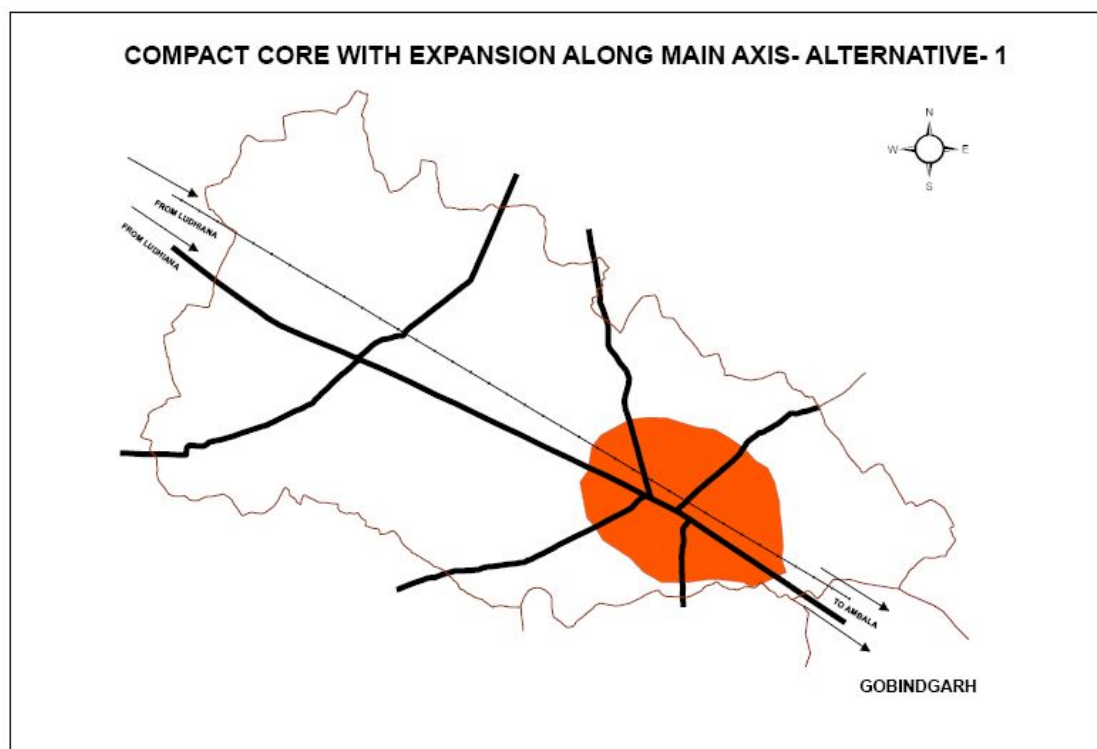 COMPACT CORE WITH EXPANSION ALONG MAIN AXIS- ALTERNATIVE- 1
N
W
E
S
FROM LUDHIANA
FROM LUDHIANA
TO AMBALA
GOBINDGARH